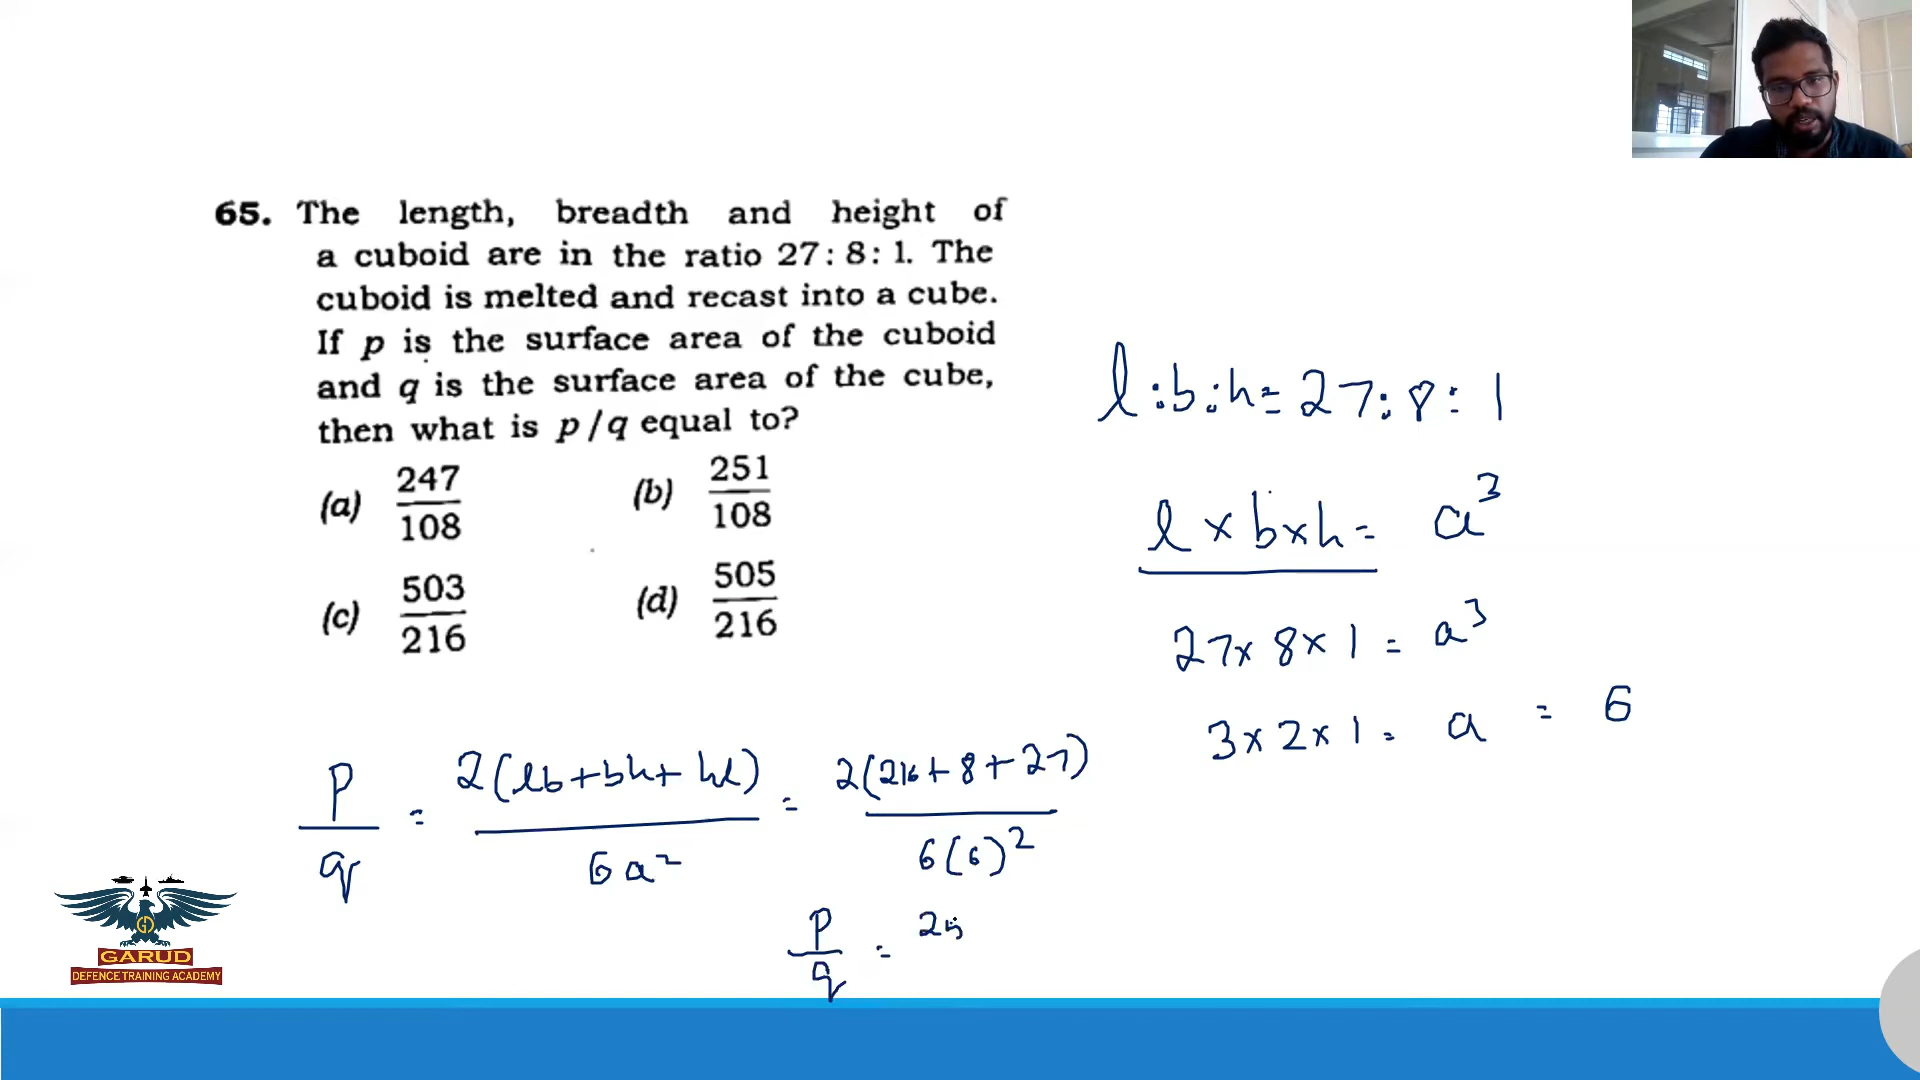 65. The length, breadth and height of
a cuboid are in the ratio 27 : 8 : 1. The
cuboid is melted and recast into a cube.
If p is the surface area of the cuboid
and q is the surface area of the cube,
then what is p/q equal to?
(a) 247/108 (b) 251/108
(c) 503/216 (d) 505/216
l : b : h = 27 : 8 : 1
l × b × h = a³
27 × 8 × 1 = a³
3 × 2 × 1 = a = 6
p/q = 2(lb + bh + hl)/6a² = 2(216 + 8 + 27)/6(6)²
p/q = 25
GARUD
DEFENCE TRAINING ACADEMY